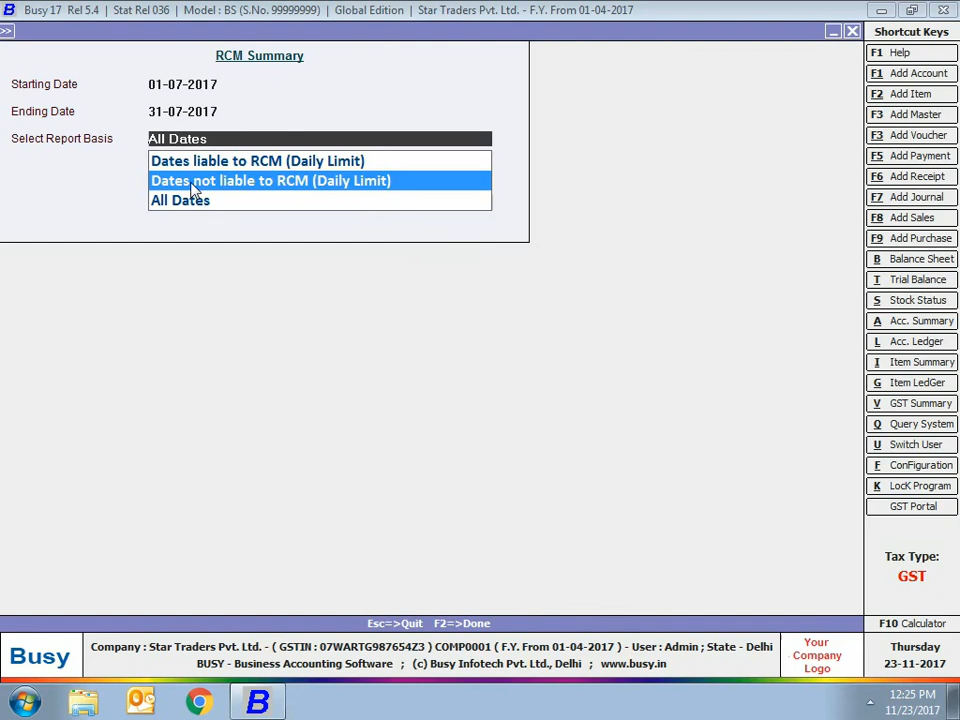 B Busy 17 Rel 5.4 | Stat Rel 036 | Model : BS (S.No. 99999999) | Global Edition | Star Traders Pvt. Ltd. - F.Y. From 01-04-2017
>>
RCM Summary
Starting Date 01-07-2017
Ending Date 31-07-2017
Select Report Basis All Dates
Dates liable to RCM (Daily Limit)
Dates not liable to RCM (Daily Limit)
All Dates
Shortcut Keys
F1 Help
F1 Add Account
F2 Add Item
F3 Add Master
F3 Add Voucher
F5 Add Payment
F6 Add Receipt
F7 Add Journal
F8 Add Sales
F9 Add Purchase
B Balance Sheet
T Trial Balance
S Stock Status
A Acc. Summary
L Acc. Ledger
I Item Summary
G Item LedGer
V GST Summary
Q Query System
U Switch User
F ConFiguration
K LocK Program
GST Portal
Tax Type:
GST
Esc=>Quit F2=>Done
F10 Calculator
Busy
Company : Star Traders Pvt. Ltd. - ( GSTIN : 07WARTG987654Z3 ) COMP0001 ( F.Y. From 01-04-2017 ) - User : Admin ; State - Delhi
BUSY - Business Accounting Software ; (c) Busy Infotech Pvt. Ltd., Delhi ; www.busy.in
Your
Company
Logo
Thursday
23-11-2017
B
12:25 PM
11/23/2017